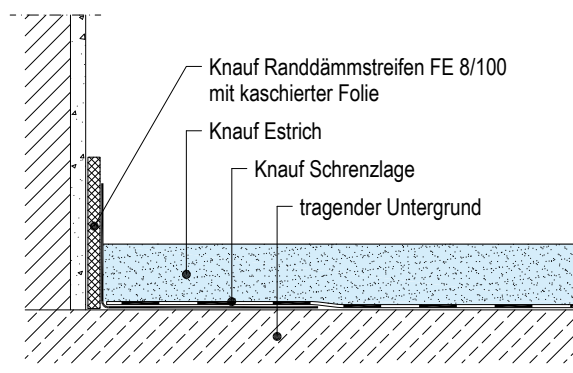 Knauf Randdämmstreifen FE 8/100
mit kaschierter Folie
Knauf Estrich
Knauf Schrenzlage
tragender Untergrund